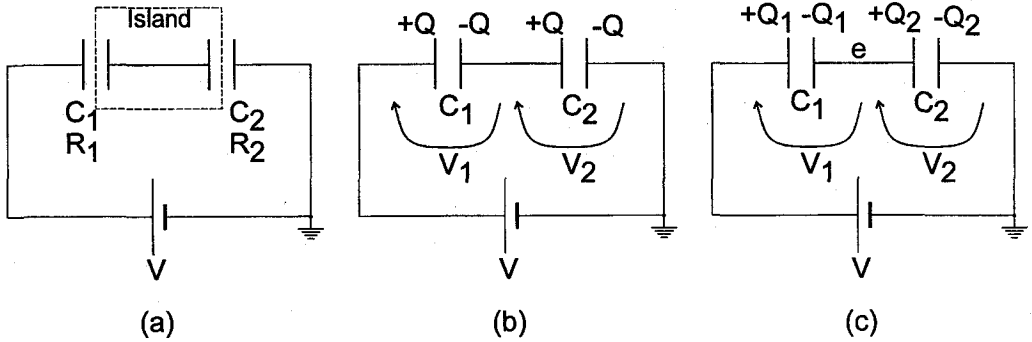 Island
C1
R1
C2
R2
V
(a)
+Q -Q +Q -Q
C1 C2
V1 V2
V
(b)
+Q1 -Q1 +Q2 -Q2
e
C1 C2
V1 V2
V
(c)